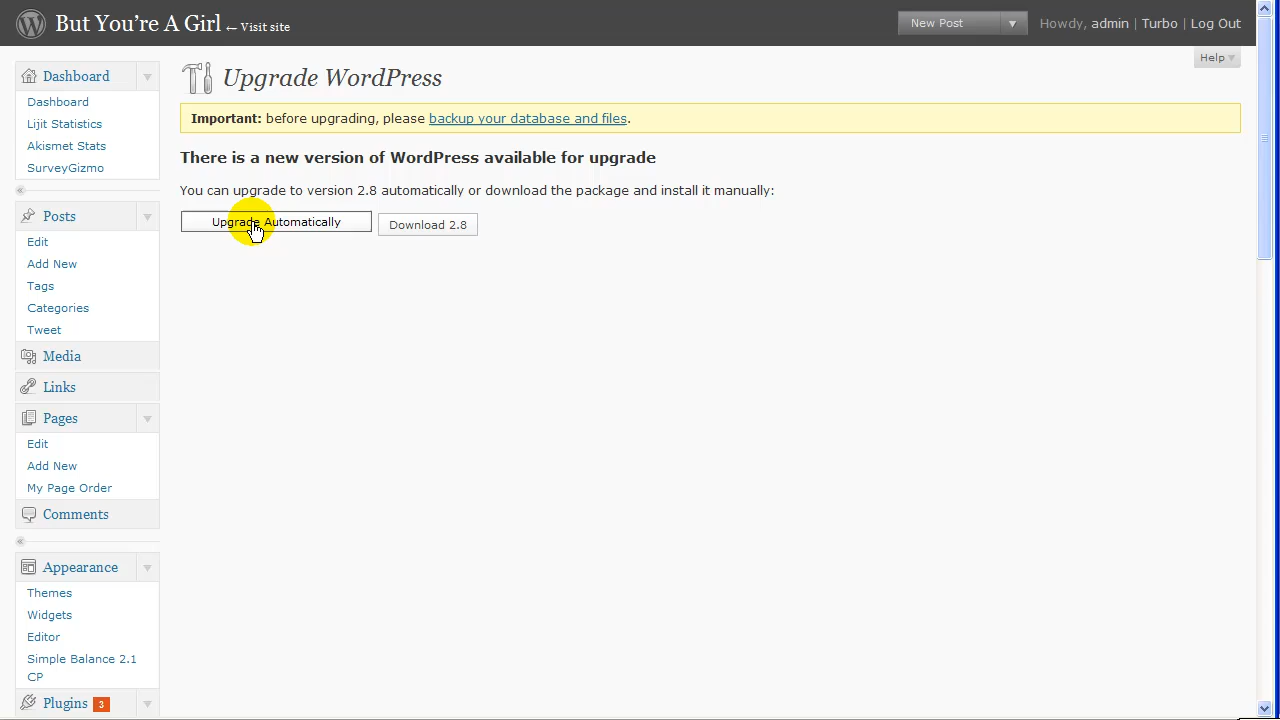 But You're A Girl ← Visit site
New Post
Howdy, admin | Turbo | Log Out
Help
Dashboard
Dashboard
Lijit Statistics
Akismet Stats
SurveyGizmo
Posts
Edit
Add New
Tags
Categories
Tweet
Media
Links
Pages
Edit
Add New
My Page Order
Comments
Appearance
Themes
Widgets
Editor
Simple Balance 2.1
CP
Plugins 3
Upgrade WordPress
Important: before upgrading, please backup your database and files.
There is a new version of WordPress available for upgrade
You can upgrade to version 2.8 automatically or download the package and install it manually:
Upgrade Automatically
Download 2.8